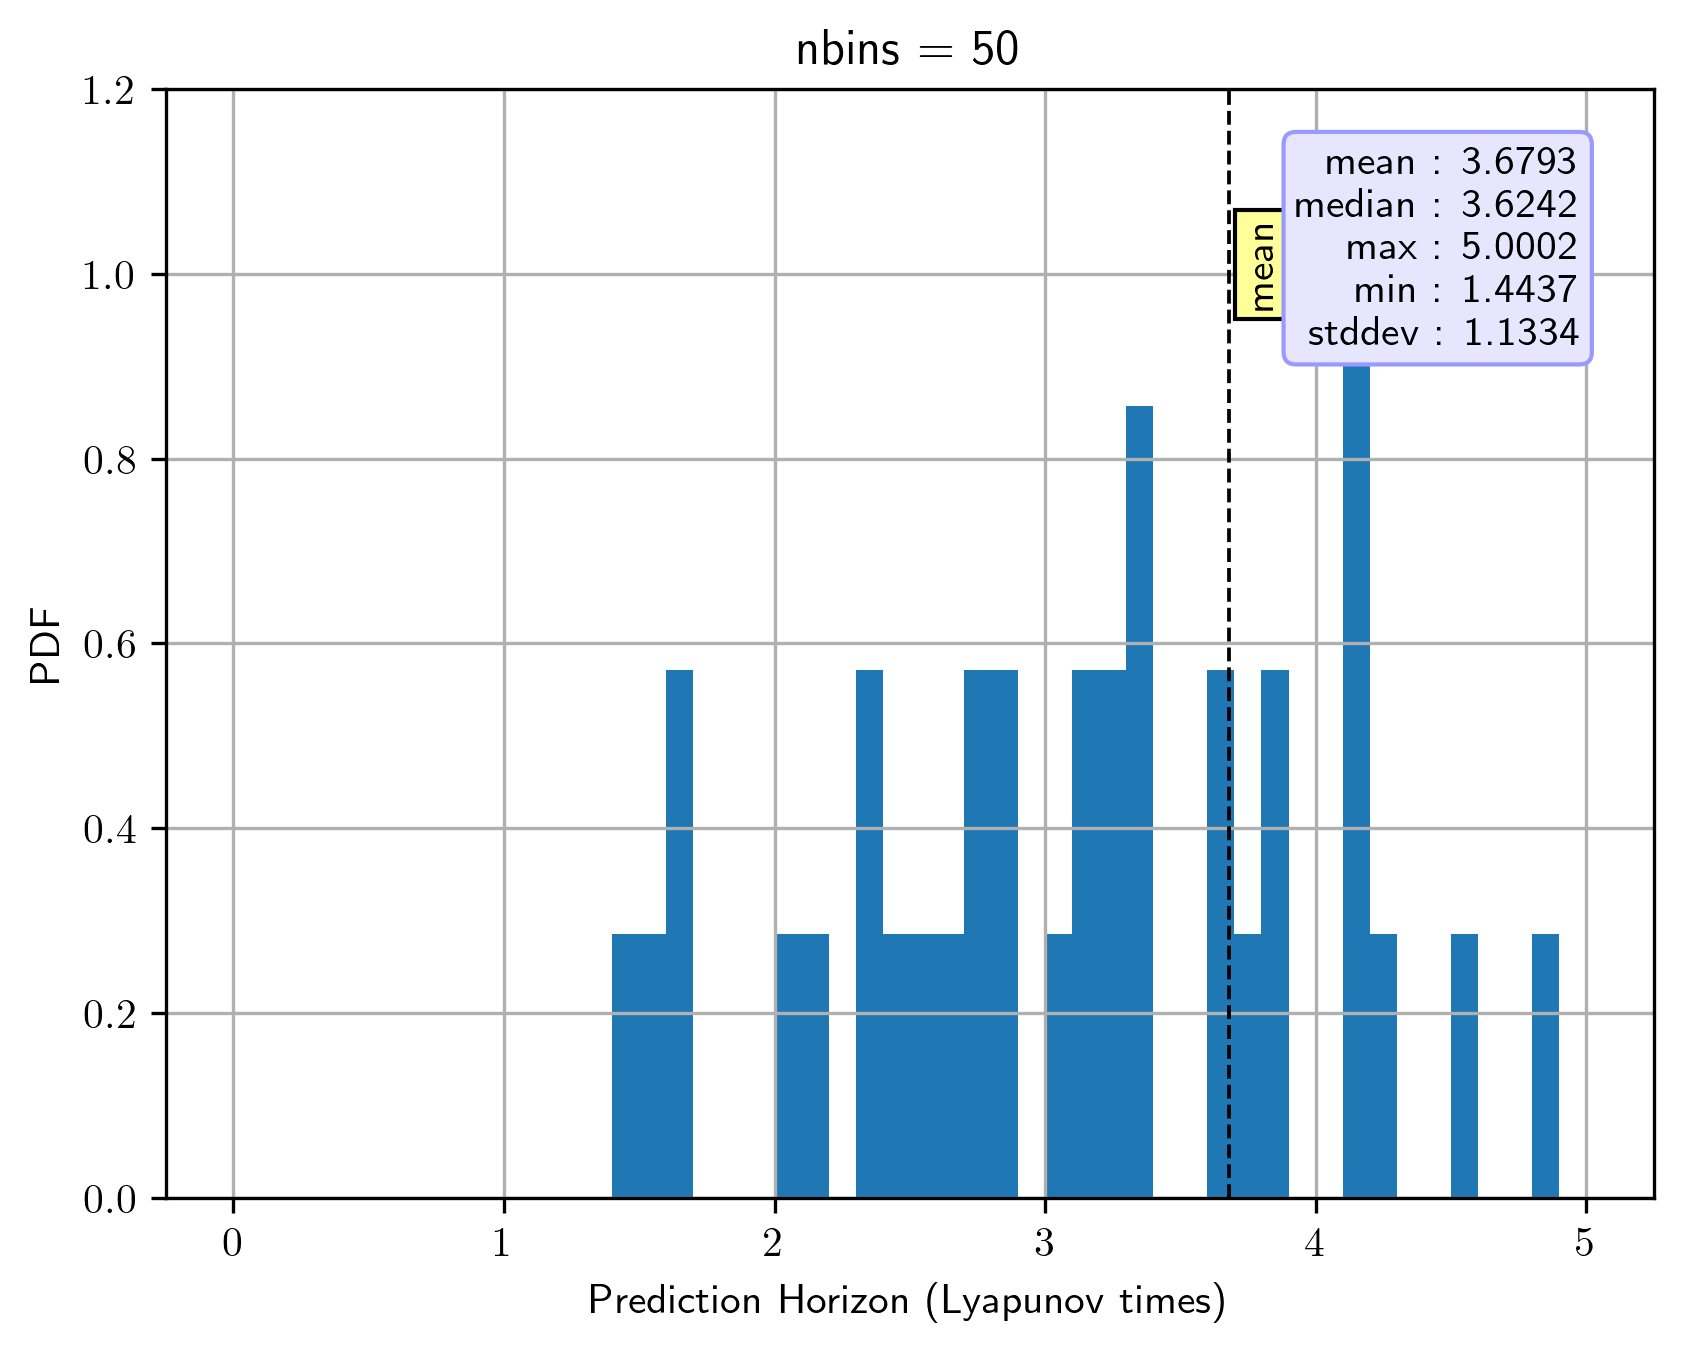 nbins = 50
1.2
1.0
0.8
0.6
0.4
0.2
0.0
PDF
mean
mean : 3.6793
median : 3.6242
max : 5.0002
min : 1.4437
stddev : 1.1334
0 1 2 3 4 5
Prediction Horizon (Lyapunov times)